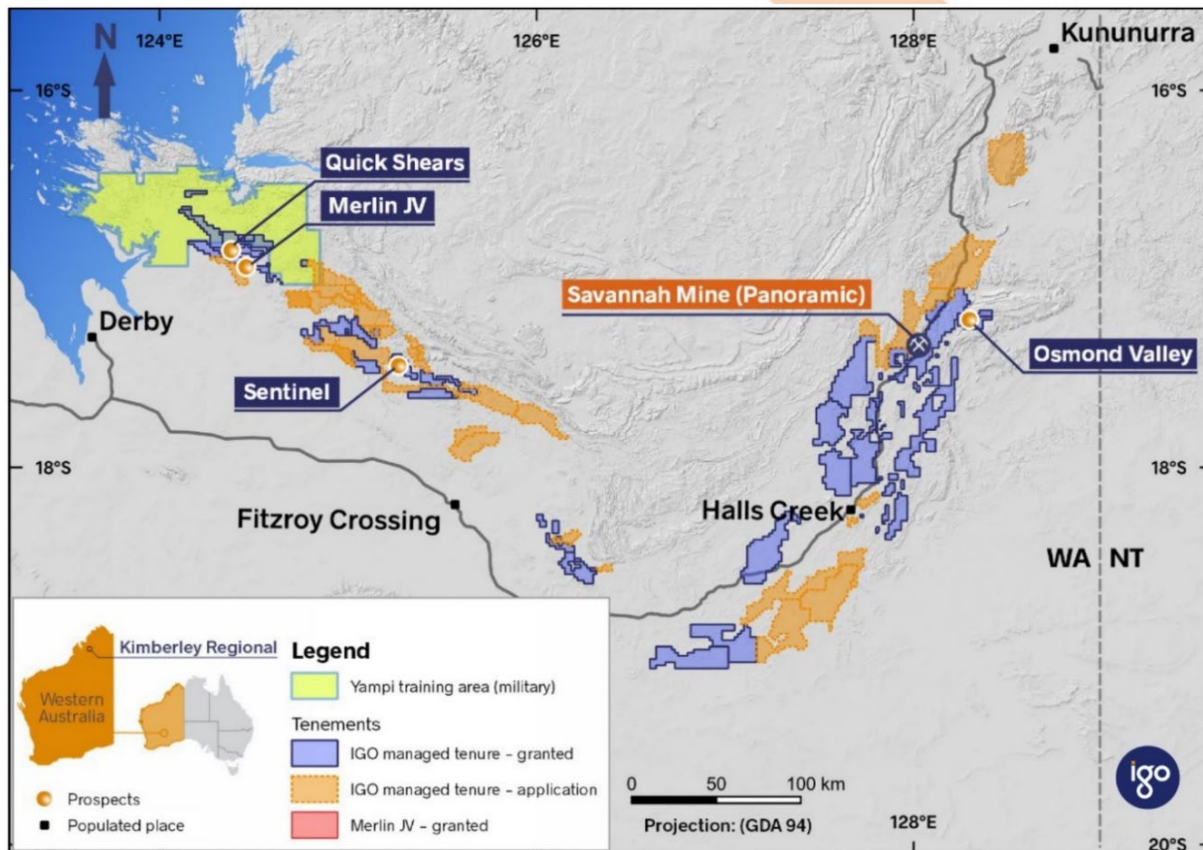 N
124°E
126°E
128°E
Kununurra
16°S
16°S
Quick Shears
Merlin JV
Savannah Mine (Panoramic)
Derby
Osmond Valley
Sentinel
18°S
18°S
Fitzroy Crossing
Halls Creek
WA
NT
Kimberley Regional
Western
Australia
Prospects
Populated place
Legend
Yampi training area (military)
Tenements
IGO managed tenure – granted
IGO managed tenure – application
Merlin JV – granted
0 50 100 km
Projection: (GDA 94)
128°E
igo
20°S